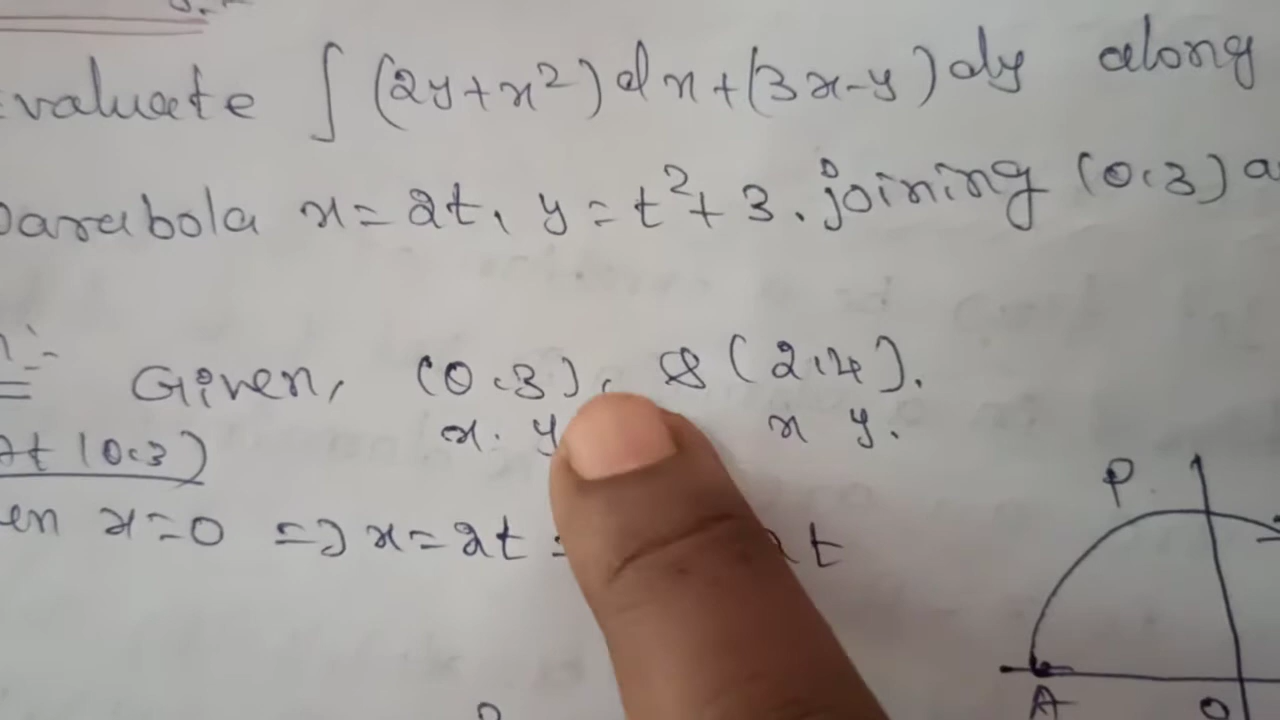 valuate ∫ (2y+x²) dx+(3x-y) dy along
parabola x=2t, y=t²+3. joining (0,3) a
Given, (0,3), & (2,4).
x. y x y.
At (0,3)
en x=0 => x=2t = t
P
A O